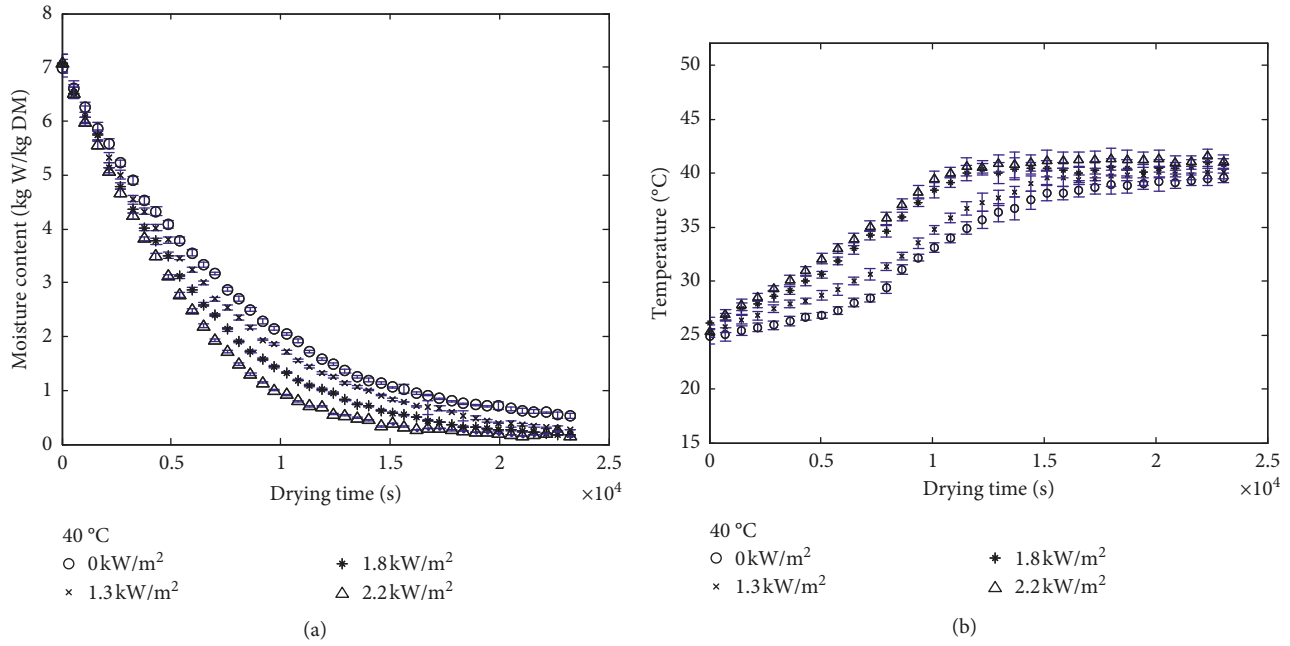 Moisture content (kg W/kg DM)
8
7
6
5
4
3
2
1
0
0 0.5 1 1.5 2 2.5
Drying time (s)
×10⁴
40 °C
0 kW/m²
1.3 kW/m²
1.8 kW/m²
2.2 kW/m²
(a)
Temperature (°C)
50
45
40
35
30
25
20
15
0 0.5 1 1.5 2 2.5
Drying time (s)
×10⁴
40 °C
0 kW/m²
1.3 kW/m²
1.8 kW/m²
2.2 kW/m²
(b)